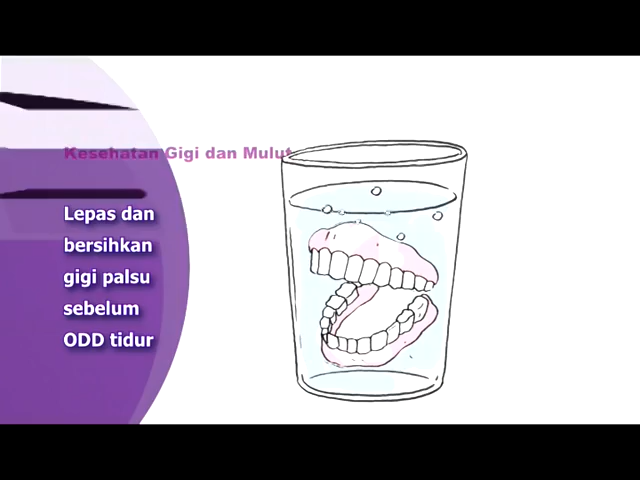 Kesehatan Gigi dan Mulut
Lepas dan
bersihkan
gigi palsu
sebelum
ODD tidur